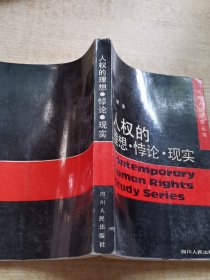 人权的理想·悖论·现实
四川人民出版社
人权的
理想·悖论·现实
Contemporary
Human Rights
Study Series
四川人民出版社